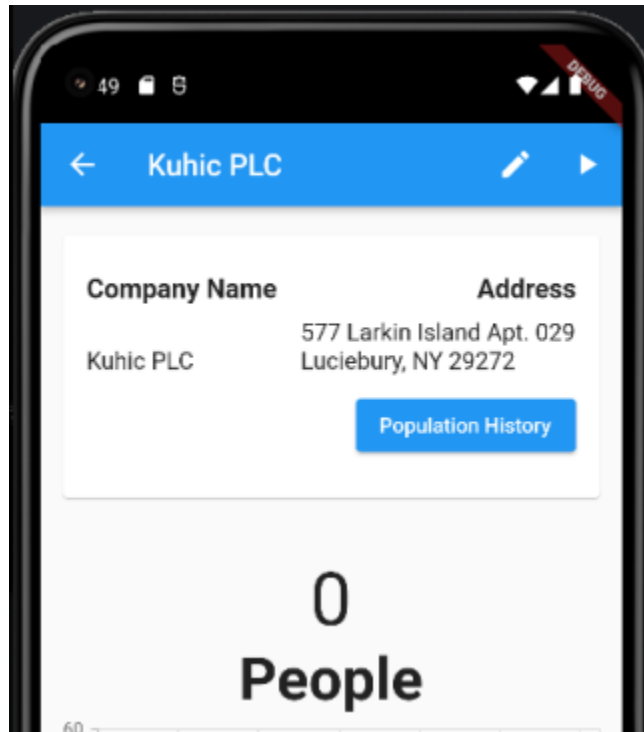 49
DEBUG
Kuhic PLC
Company Name Address
577 Larkin Island Apt. 029
Kuhic PLC Luciebury, NY 29272
Population History
0
People
60